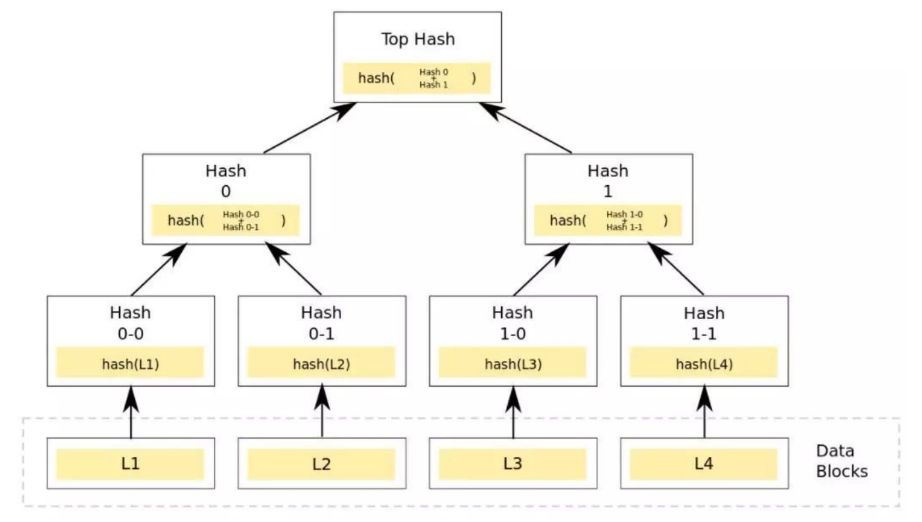 Top Hash
hash( Hash 0 + Hash 1 )
Hash
0
hash( Hash 0-0 + Hash 0-1 )
Hash
1
hash( Hash 1-0 + Hash 1-1 )
Hash
0-0
hash(L1)
Hash
0-1
hash(L2)
Hash
1-0
hash(L3)
Hash
1-1
hash(L4)
L1
L2
L3
L4
Data
Blocks